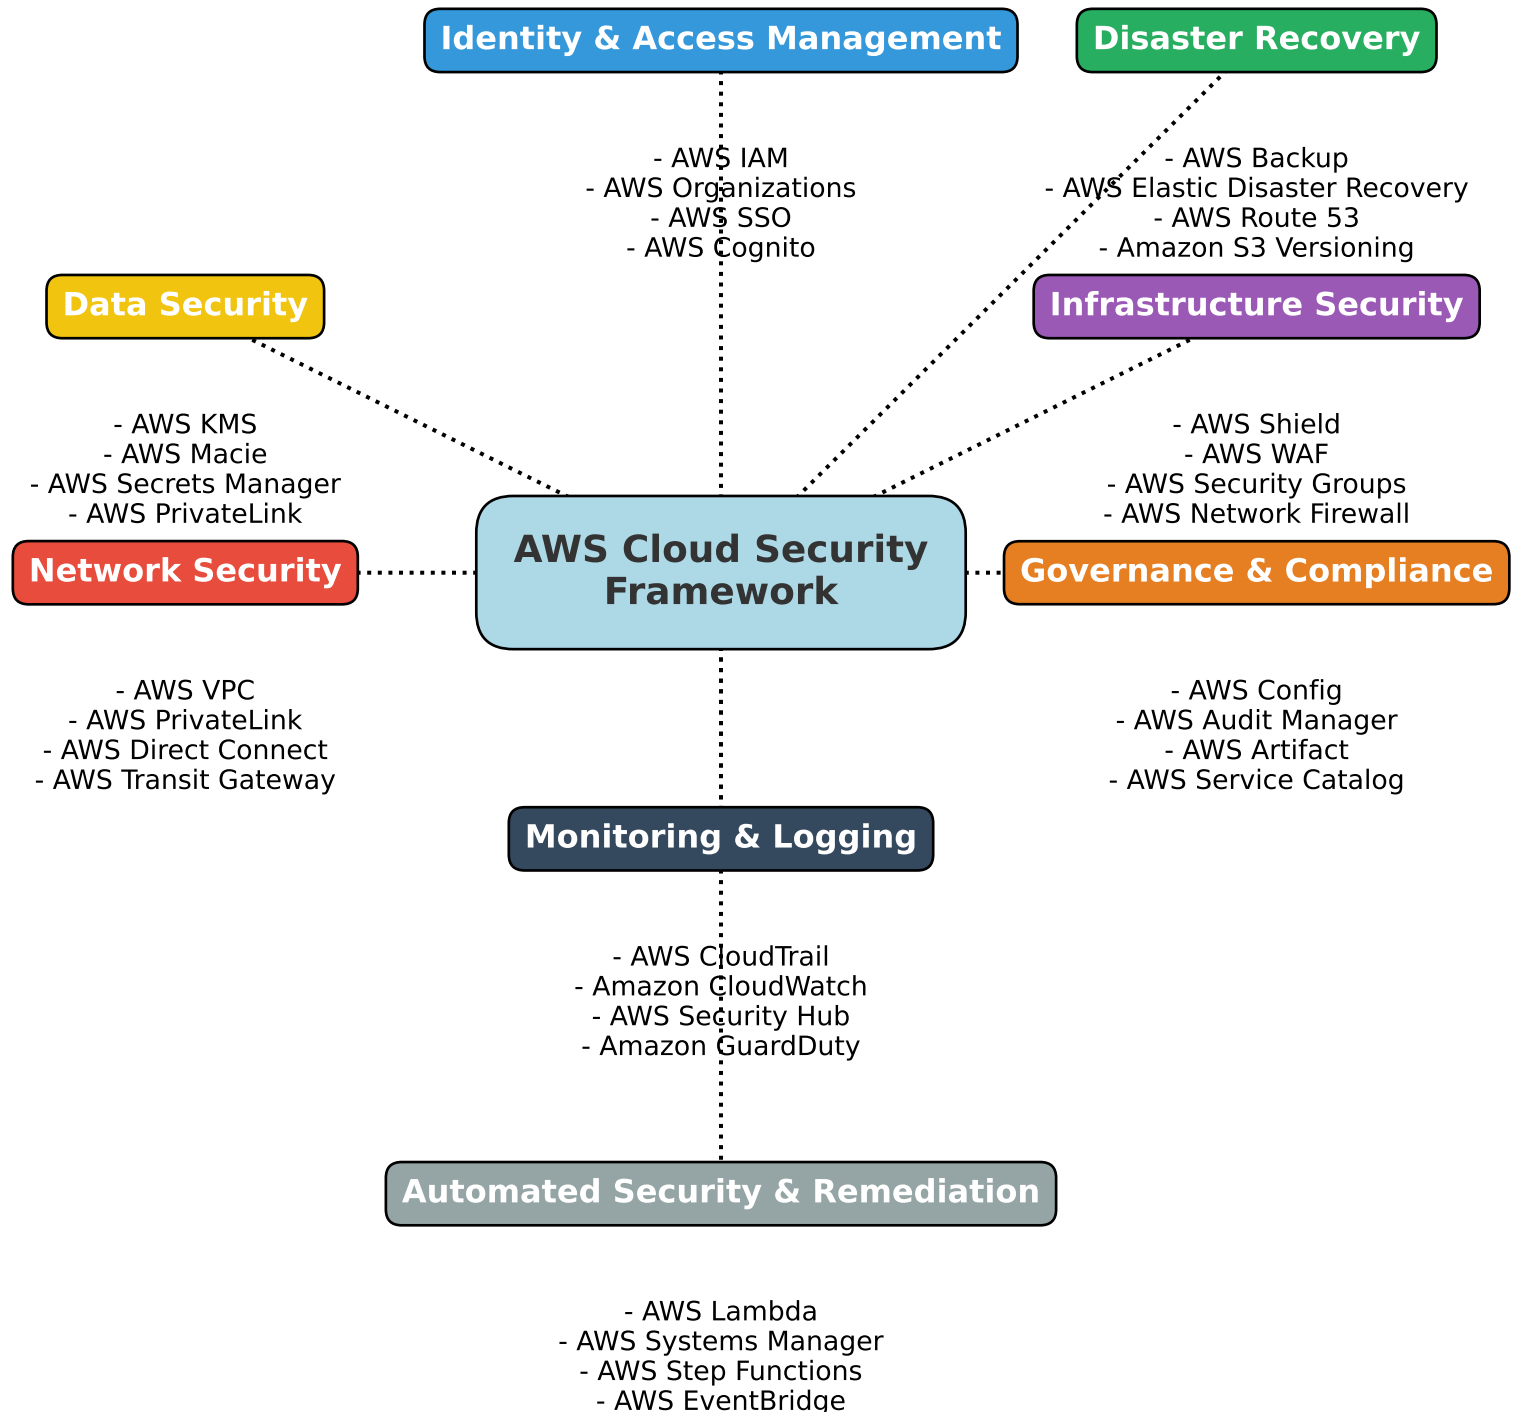 Identity & Access Management
- AWS IAM
- AWS Organizations
- AWS SSO
- AWS Cognito
Disaster Recovery
- AWS Backup
- AWS Elastic Disaster Recovery
- AWS Route 53
- Amazon S3 Versioning
Data Security
- AWS KMS
- AWS Macie
- AWS Secrets Manager
- AWS PrivateLink
Infrastructure Security
- AWS Shield
- AWS WAF
- AWS Security Groups
- AWS Network Firewall
Network Security
- AWS VPC
- AWS PrivateLink
- AWS Direct Connect
- AWS Transit Gateway
AWS Cloud Security
Framework
Governance & Compliance
- AWS Config
- AWS Audit Manager
- AWS Artifact
- AWS Service Catalog
Monitoring & Logging
- AWS CloudTrail
- Amazon CloudWatch
- AWS Security Hub
- Amazon GuardDuty
Automated Security & Remediation
- AWS Lambda
- AWS Systems Manager
- AWS Step Functions
- AWS EventBridge